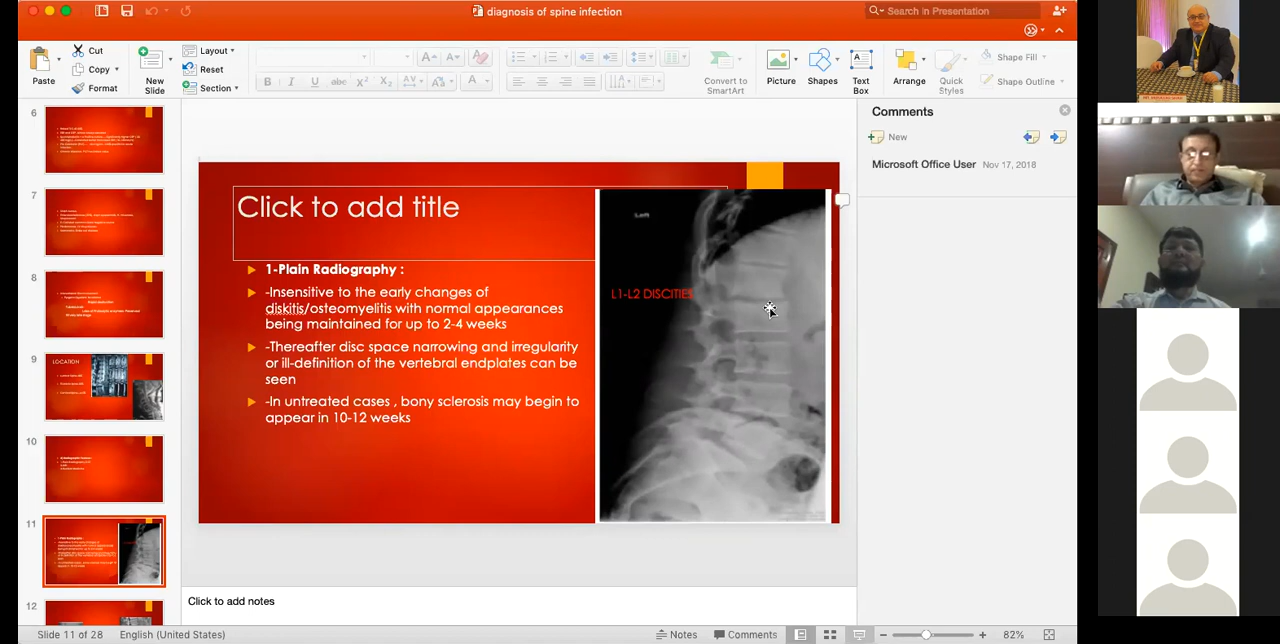 diagnosis of spine infection
Search in Presentation
Cut
Copy
Format
Paste
New
Slide
Layout
Reset
Section
Convert to
SmartArt
Picture
Shapes
Text
Box
Arrange
Quick
Styles
Shape Fill
Shape Outline
6
7
8
9
LOCATION
10
11
12
Click to add title
1-Plain Radiography :
-Insensitive to the early changes of
diskitis/osteomyelitis with normal appearances
being maintained for up to 2-4 weeks
-Thereafter disc space narrowing and irregularity
or ill-definition of the vertebral endplates can be
seen
-In untreated cases , bony sclerosis may begin to
appear in 10-12 weeks
Left
L1-L2 DISCITIES
Comments
New
Microsoft Office User Nov 17, 2018
Click to add notes
Slide 11 of 28 English (United States)
Notes Comments 82%